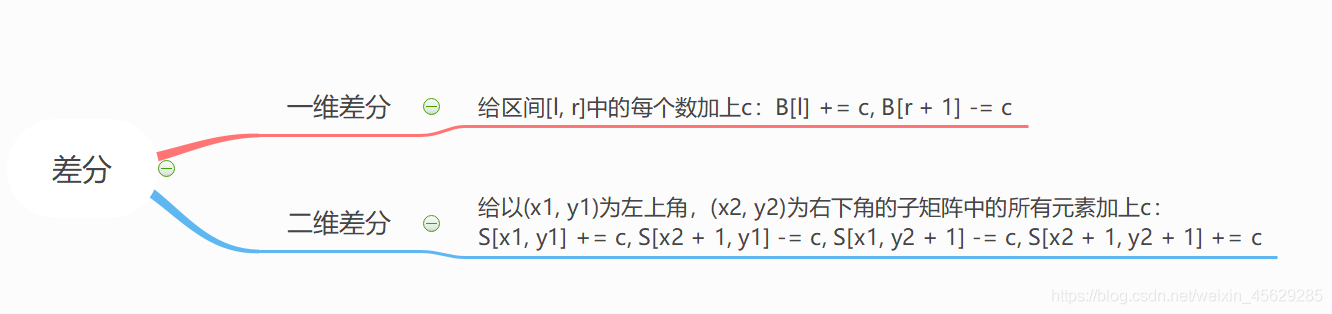 差分
一维差分
给区间[l, r]中的每个数加上c：B[l] += c, B[r + 1] -= c
二维差分
给以(x1, y1)为左上角，(x2, y2)为右下角的子矩阵中的所有元素加上c：
S[x1, y1] += c, S[x2 + 1, y1] -= c, S[x1, y2 + 1] -= c, S[x2 + 1, y2 + 1] += c
https://blog.csdn.net/weixin_45629285